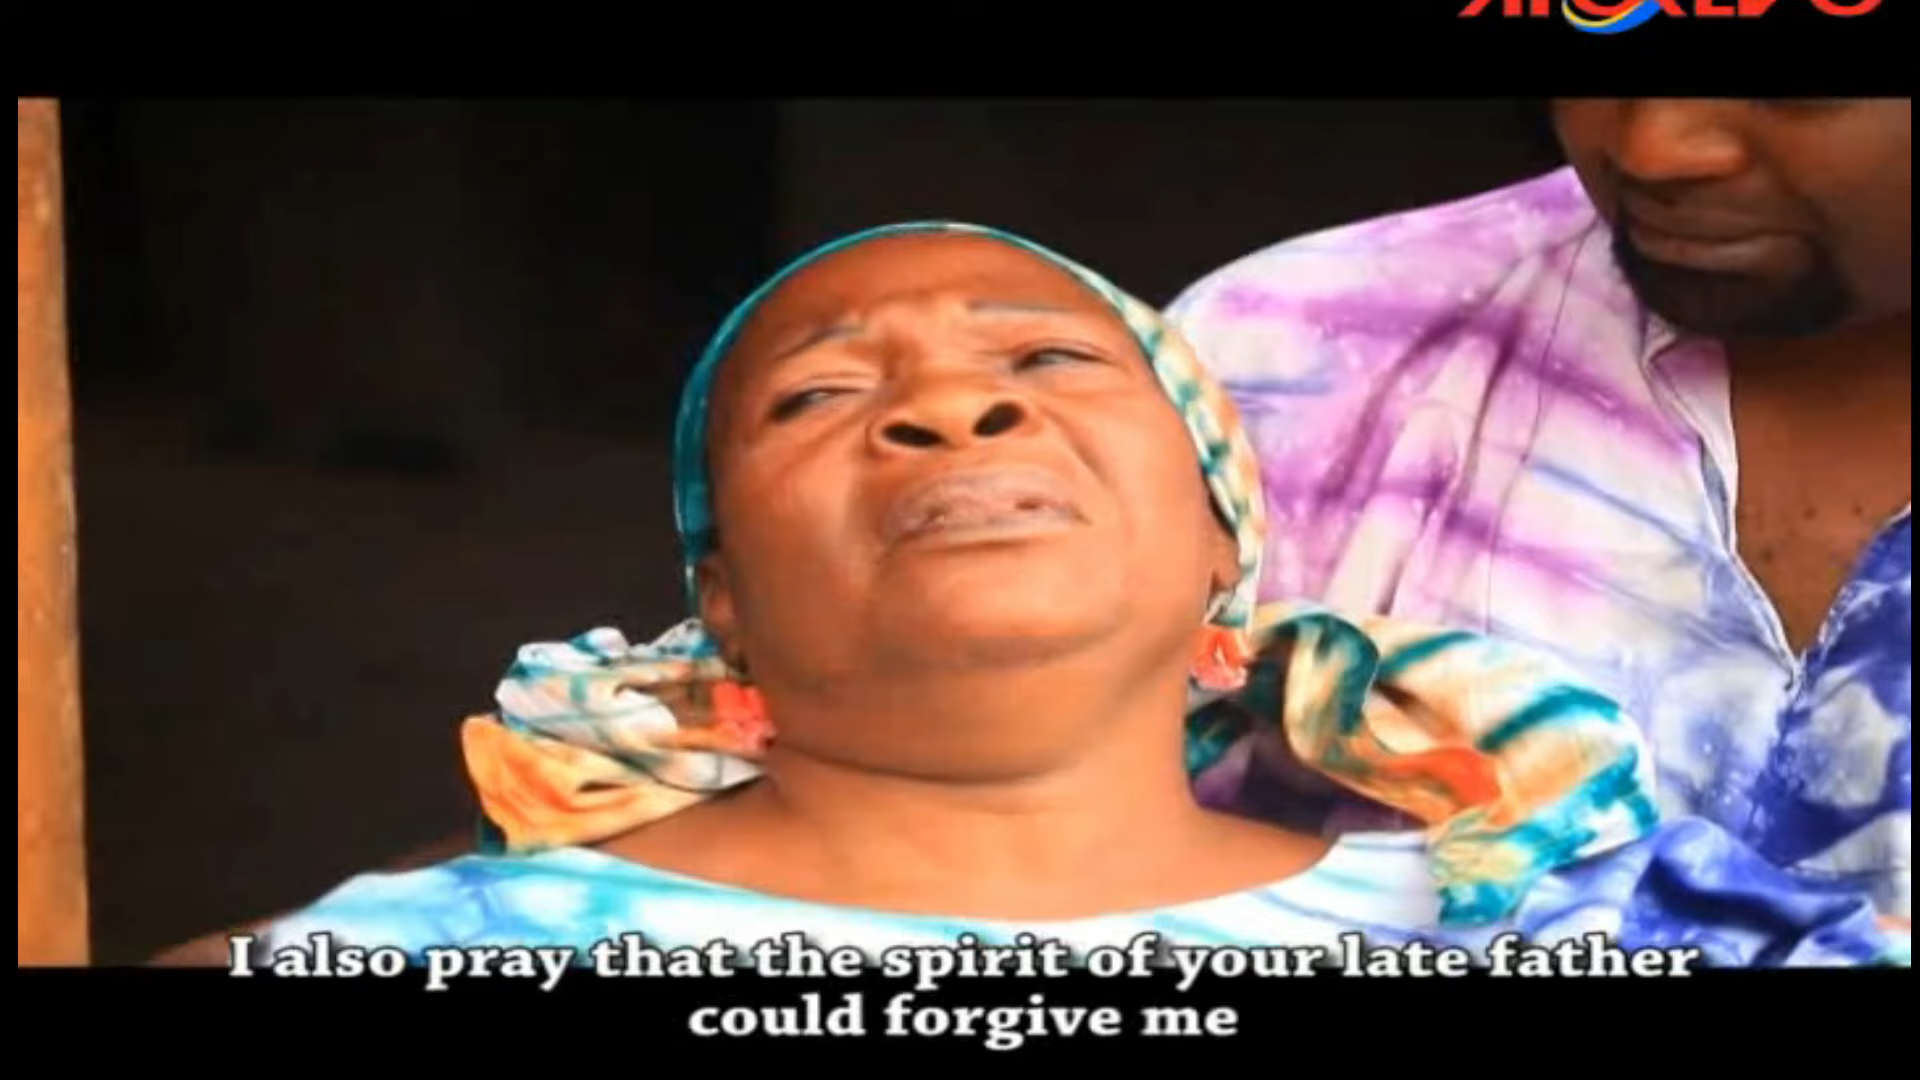 I also pray that the spirit of your late father
could forgive me